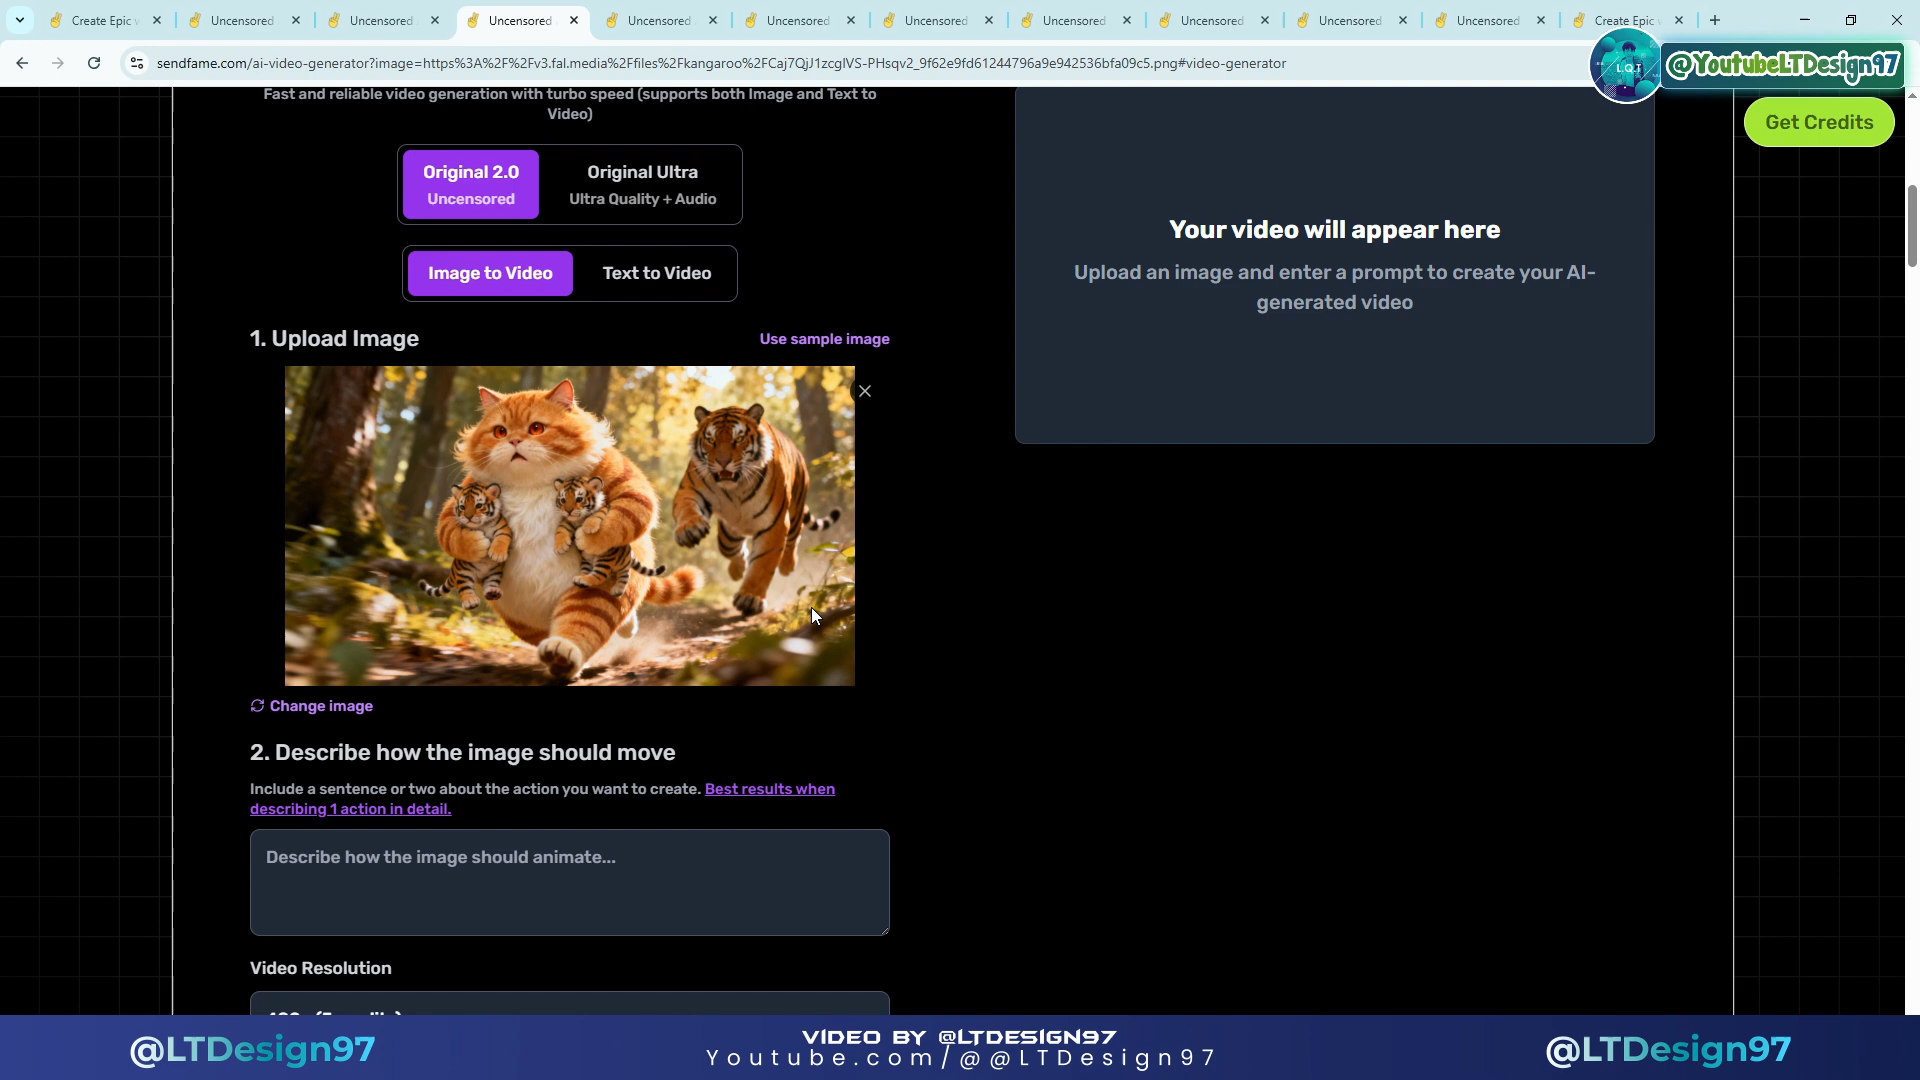 Create Epic
Uncensored
Uncensored
Uncensored
Uncensored
Uncensored
Uncensored
Uncensored
Uncensored
Uncensored
Uncensored
Create Epic
sendfame.com/ai-video-generator?image=https%3A%2F%2Fv3.fal.media%2Ffiles%2Fkangaroo%2FCaj7QjJ1zcgIVS-PHsqv2_9f62e9fd61244796a9e942536bfa09c5.png#video-generator
L.Q.T
@YoutubeLTDesign97
Get Credits
Fast and reliable video generation with turbo speed (supports both Image and Text to
Video)
Original 2.0
Uncensored
Original Ultra
Ultra Quality + Audio
Image to Video
Text to Video
1. Upload Image
Use sample image
Change image
2. Describe how the image should move
Include a sentence or two about the action you want to create. Best results when
describing 1 action in detail.
Describe how the image should animate...
Video Resolution
Your video will appear here
Upload an image and enter a prompt to create your AI-
generated video
@LTDesign97
VIDEO BY @LTDESIGN97
Youtube.com/@@LTDesign97
@LTDesign97